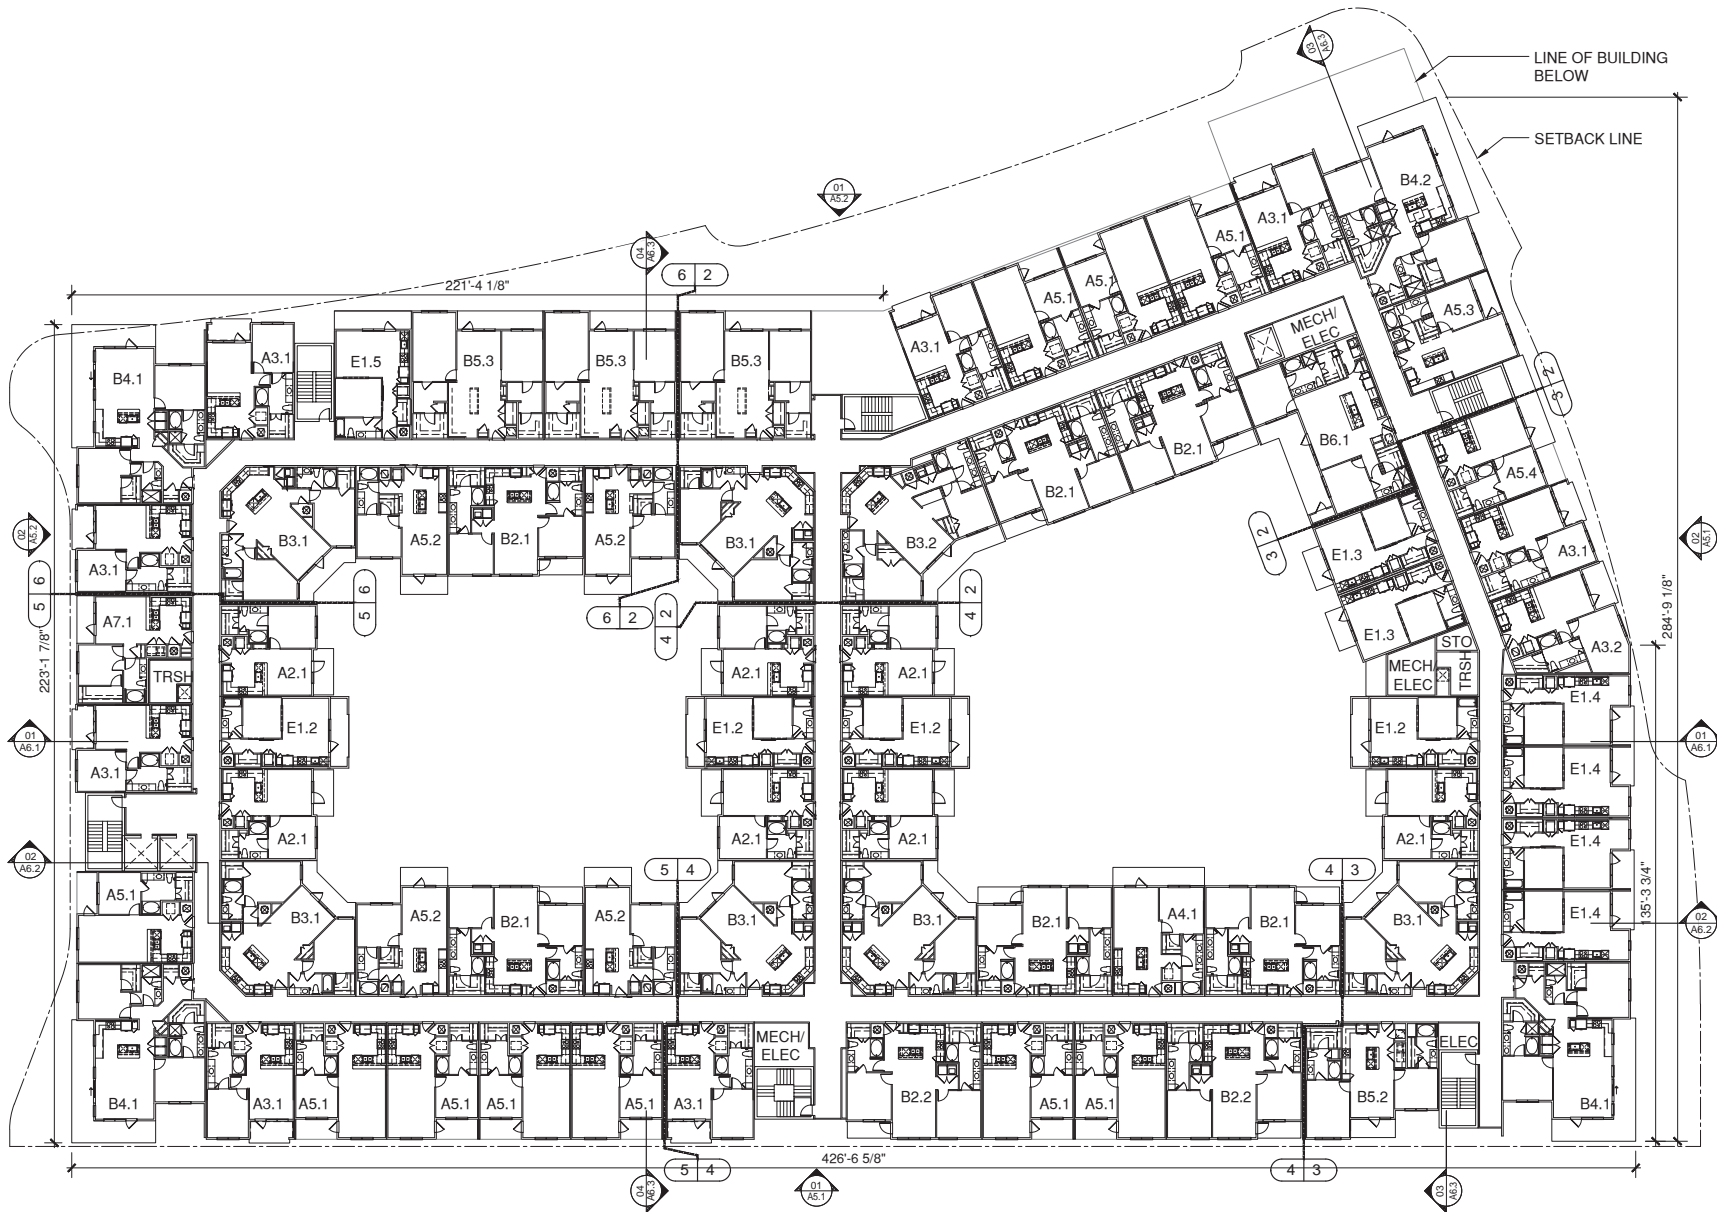 03
A6.3
LINE OF BUILDING
BELOW
SETBACK LINE
B4.2
01
A5.2
A3.1
A5.1
A5.1
A5.1
A3.1
A5.3
MECH/
ELEC
04
A6.3
6 2
221'-4 1/8"
B4.1
A3.1
E1.5
B5.3
B5.3
B5.3
2
3
B2.1
B2.1
B6.1
A5.4
02
A5.2
B3.1
A5.2
B2.1
A5.2
B3.1
B3.2
2
3
E1.3
A3.1
02
A5.1
A3.1
6
5
6
5
6 2
2
4
2
4
A7.1
E1.3
A3.2
284'-9 1/8"
223'-1 7/8"
TRSH
A2.1
A2.1
A2.1
STO
MECH/
ELEC
TRSH
E1.4
01
A6.1
E1.2
E1.2
E1.2
E1.2
01
A6.1
A3.1
E1.4
A2.1
A2.1
A2.1
A2.1
E1.4
02
A6.2
5 4
4 3
A5.1
B3.1
A5.2
B2.1
A5.2
B3.1
B3.1
B2.1
A4.1
B2.1
B3.1
E1.4
135'-3 3/4"
02
A6.2
MECH/
ELEC
ELEC
B4.1
A3.1
A5.1
A5.1
A5.1
A5.1
A3.1
B2.2
A5.1
A5.1
B2.2
B5.2
B4.1
426'-6 5/8"
5 4
4 3
04
A6.3
01
A5.1
03
A6.3